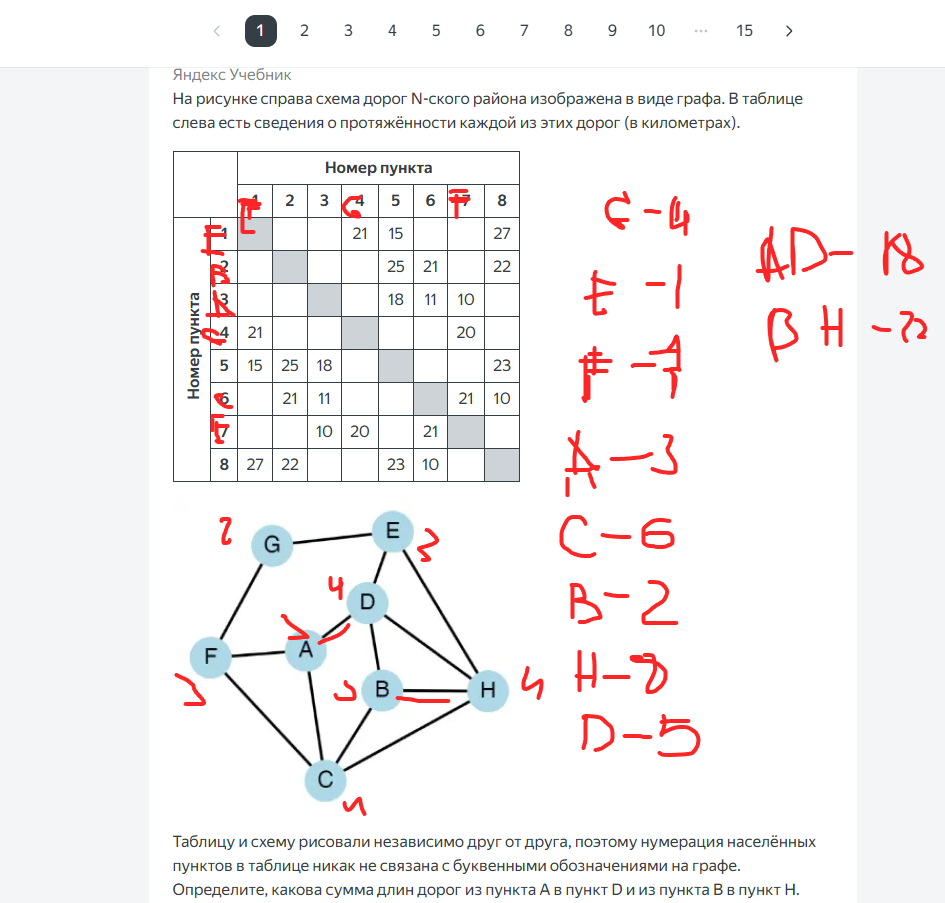 1 2 3 4 5 6 7 8 9 10 ... 15
Яндекс Учебник
На рисунке справа схема дорог N-ского района изображена в виде графа. В таблице
слева есть сведения о протяжённости каждой из этих дорог (в километрах).
Номер пункта
1 2 3 4 5 6 7 8
Номер пункта
1 21 15 27
2 25 21 22
3 18 11 10
4 21 20
5 15 25 18 23
6 21 11 21 10
7 10 20 21
8 27 22 23 10
G - 4
E - 1
F - 7
A - 3
C - 6
B - 2
H - 8
D - 5
AD - 18
BH - 22
2 G E 3
4 D
F A
3 B H 4
C 4
Таблицу и схему рисовали независимо друг от друга, поэтому нумерация населённых
пунктов в таблице никак не связана с буквенными обозначениями на графе.
Определите, какова сумма длин дорог из пункта A в пункт D и из пункта B в пункт H.